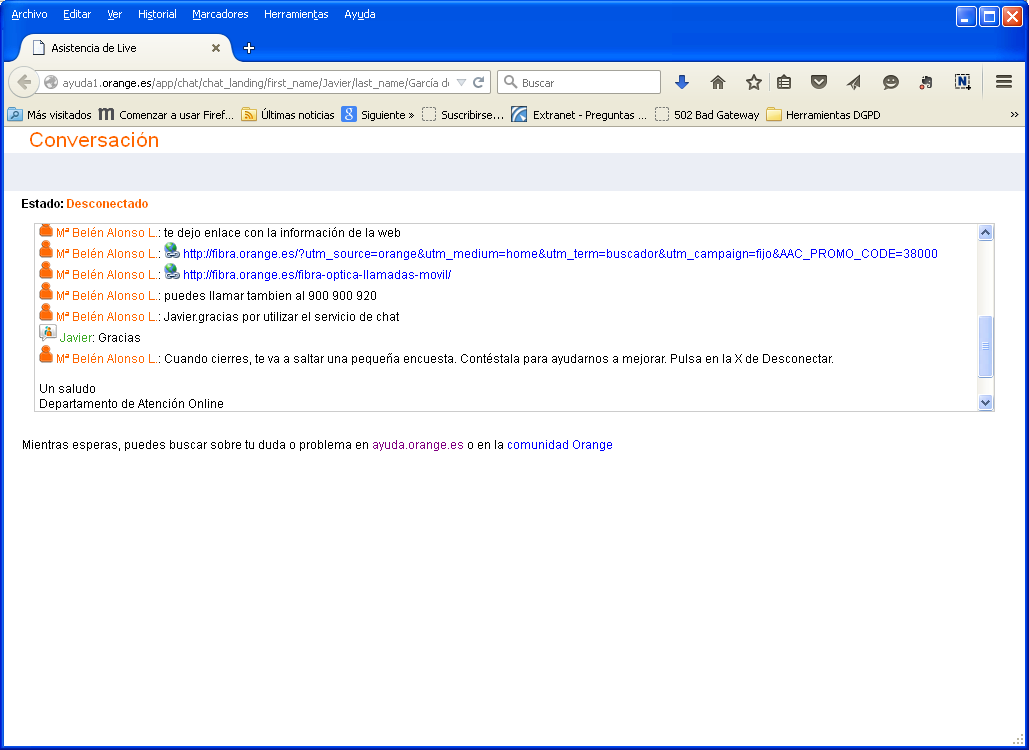 Archivo Editar Ver Historial Marcadores Herramientas Ayuda
Asistencia de Live
ayuda1.orange.es/app/chat/chat_landing/first_name/Javier/last_name/García d
Buscar
Más visitados Comenzar a usar Firef... Últimas noticias Siguiente » Suscribirse... Extranet - Preguntas ... 502 Bad Gateway Herramientas DGPD »
Conversación
Estado: Desconectado
Mª Belén Alonso L.: te dejo enlace con la información de la web
Mª Belén Alonso L.: http://fibra.orange.es/?utm_source=orange&utm_medium=home&utm_term=buscador&utm_campaign=fijo&AAC_PROMO_CODE=38000
Mª Belén Alonso L.: http://fibra.orange.es/fibra-optica-llamadas-movil/
Mª Belén Alonso L.: puedes llamar tambien al 900 900 920
Mª Belén Alonso L.: Javier.gracias por utilizar el servicio de chat
Javier: Gracias
Mª Belén Alonso L.: Cuando cierres, te va a saltar una pequeña encuesta. Contéstala para ayudarnos a mejorar. Pulsa en la X de Desconectar.
Un saludo
Departamento de Atención Online
Mientras esperas, puedes buscar sobre tu duda o problema en ayuda.orange.es o en la comunidad Orange